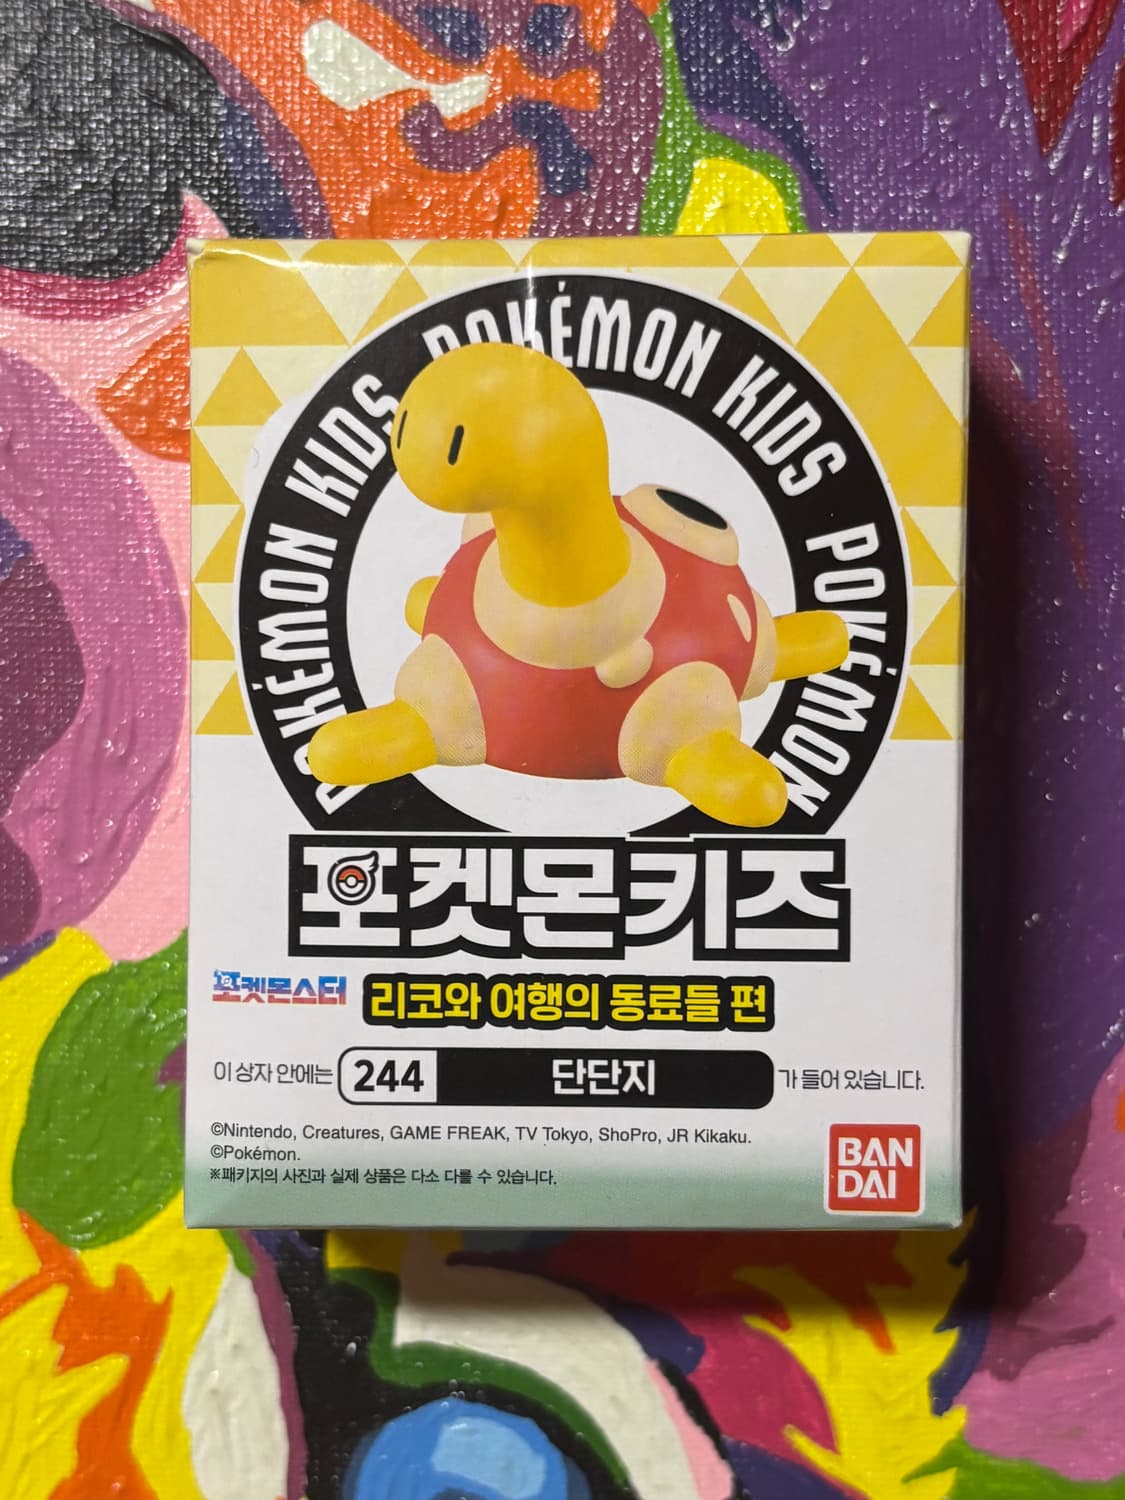 POKÉMON KIDS POKÉMON KIDS POKÉMON
포켓몬키즈
포켓몬스터 리코와 여행의 동료들 편
이 상자 안에는 244 단단지 가 들어 있습니다.
©Nintendo, Creatures, GAME FREAK, TV Tokyo, ShoPro, JR Kikaku.
©Pokémon.
※패키지의 사진과 실제 상품은 다소 다를 수 있습니다.
BAN
DAI